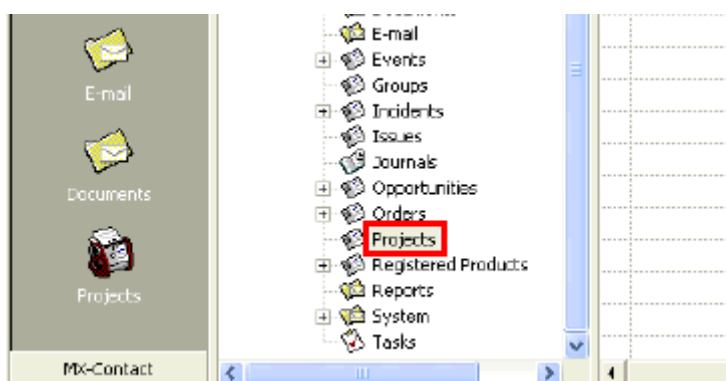 E-mail
Documents
Projects
MX-Contact
E-mail
Events
Groups
Incidents
Issues
Journals
Opportunities
Orders
Projects
Registered Products
Reports
System
Tasks